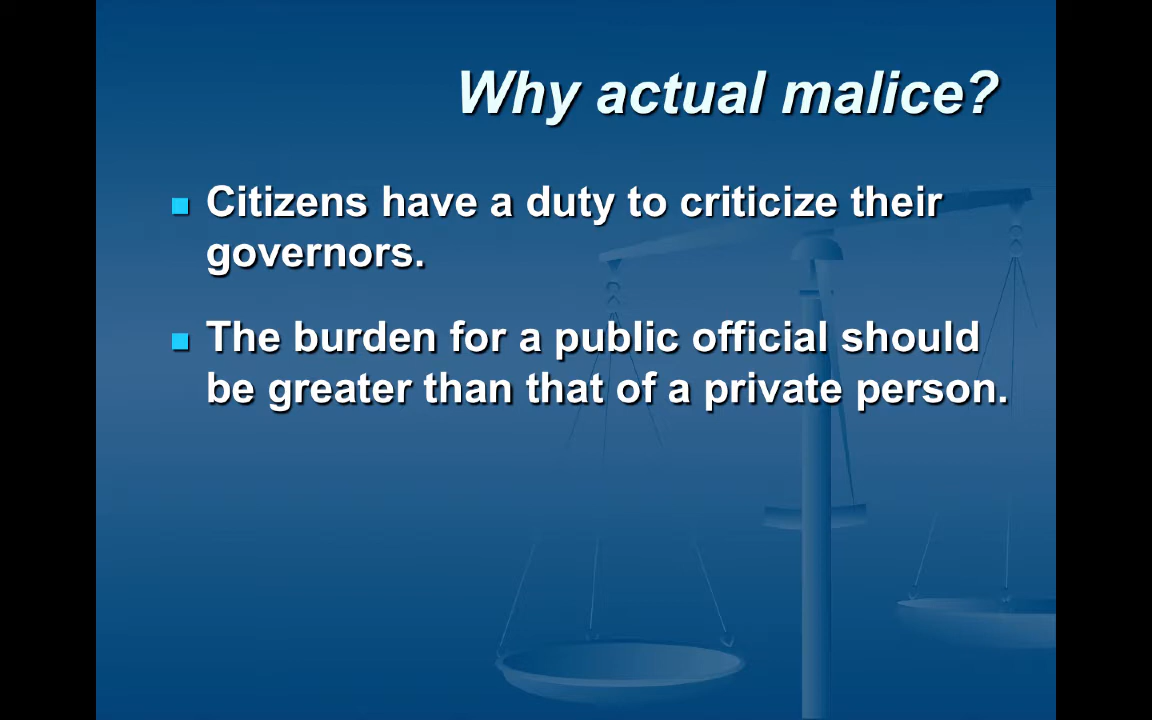 Why actual malice?
Citizens have a duty to criticize their
governors.
The burden for a public official should
be greater than that of a private person.